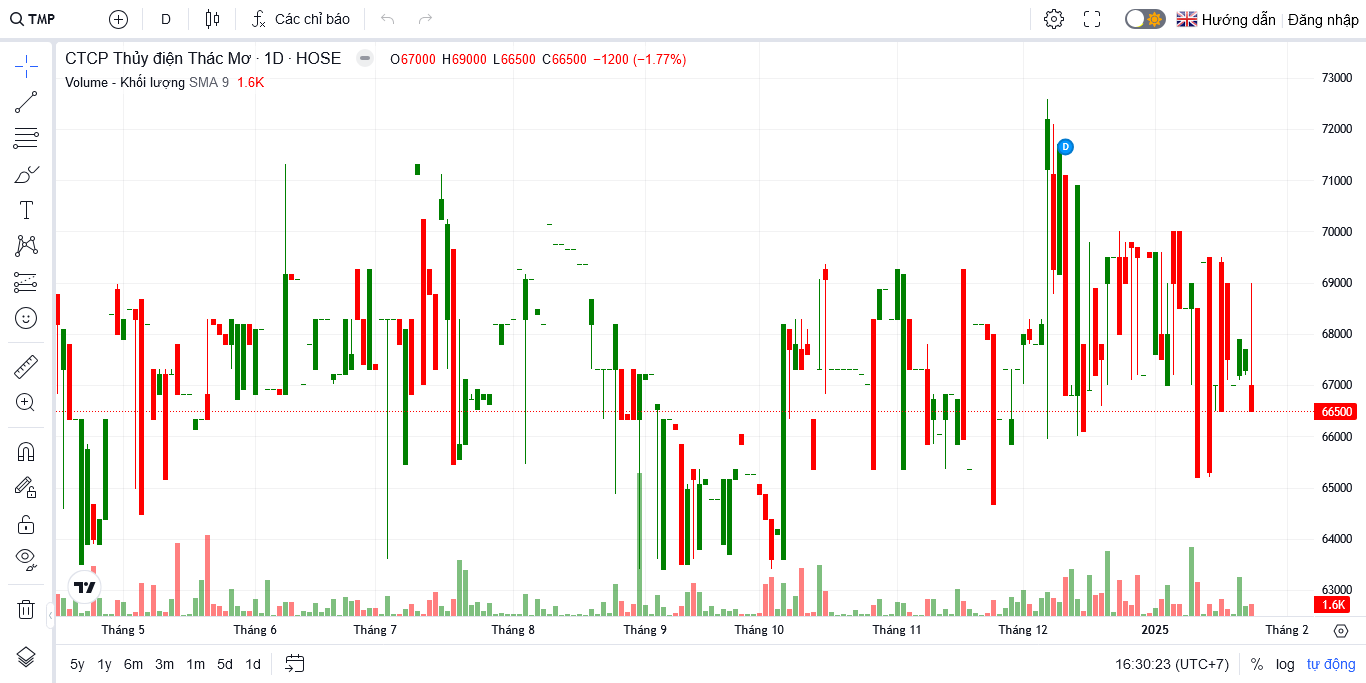 TMP D Các chỉ báo Hướng dẫn Đăng nhập
CTCP Thủy điện Thác Mơ · 1D · HOSE O67000 H69000 L66500 C66500 −1200 (−1.77%)
Volume - Khối lượng SMA 9 1.6K
73000
72000
D
71000
70000
69000
68000
67000
66500
66000
65000
64000
63000
1.6K
Tháng 5 Tháng 6 Tháng 7 Tháng 8 Tháng 9 Tháng 10 Tháng 11 Tháng 12 2025 Tháng 2
5y 1y 6m 3m 1m 5d 1d 16:30:23 (UTC+7) % log tự động